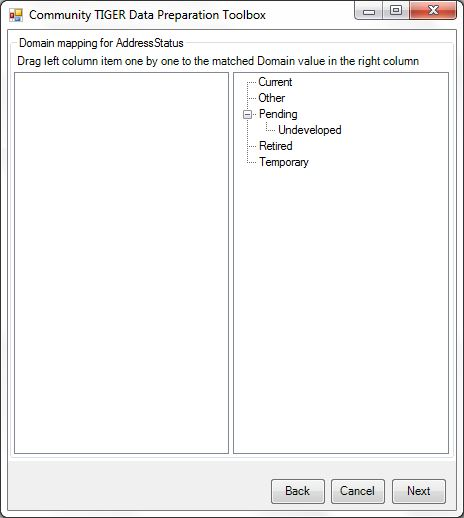 Community TIGER Data Preparation Toolbox
Domain mapping for AddressStatus
Drag left column item one by one to the matched Domain value in the right column
Current
Other
Pending
Undeveloped
Retired
Temporary
Back Cancel Next